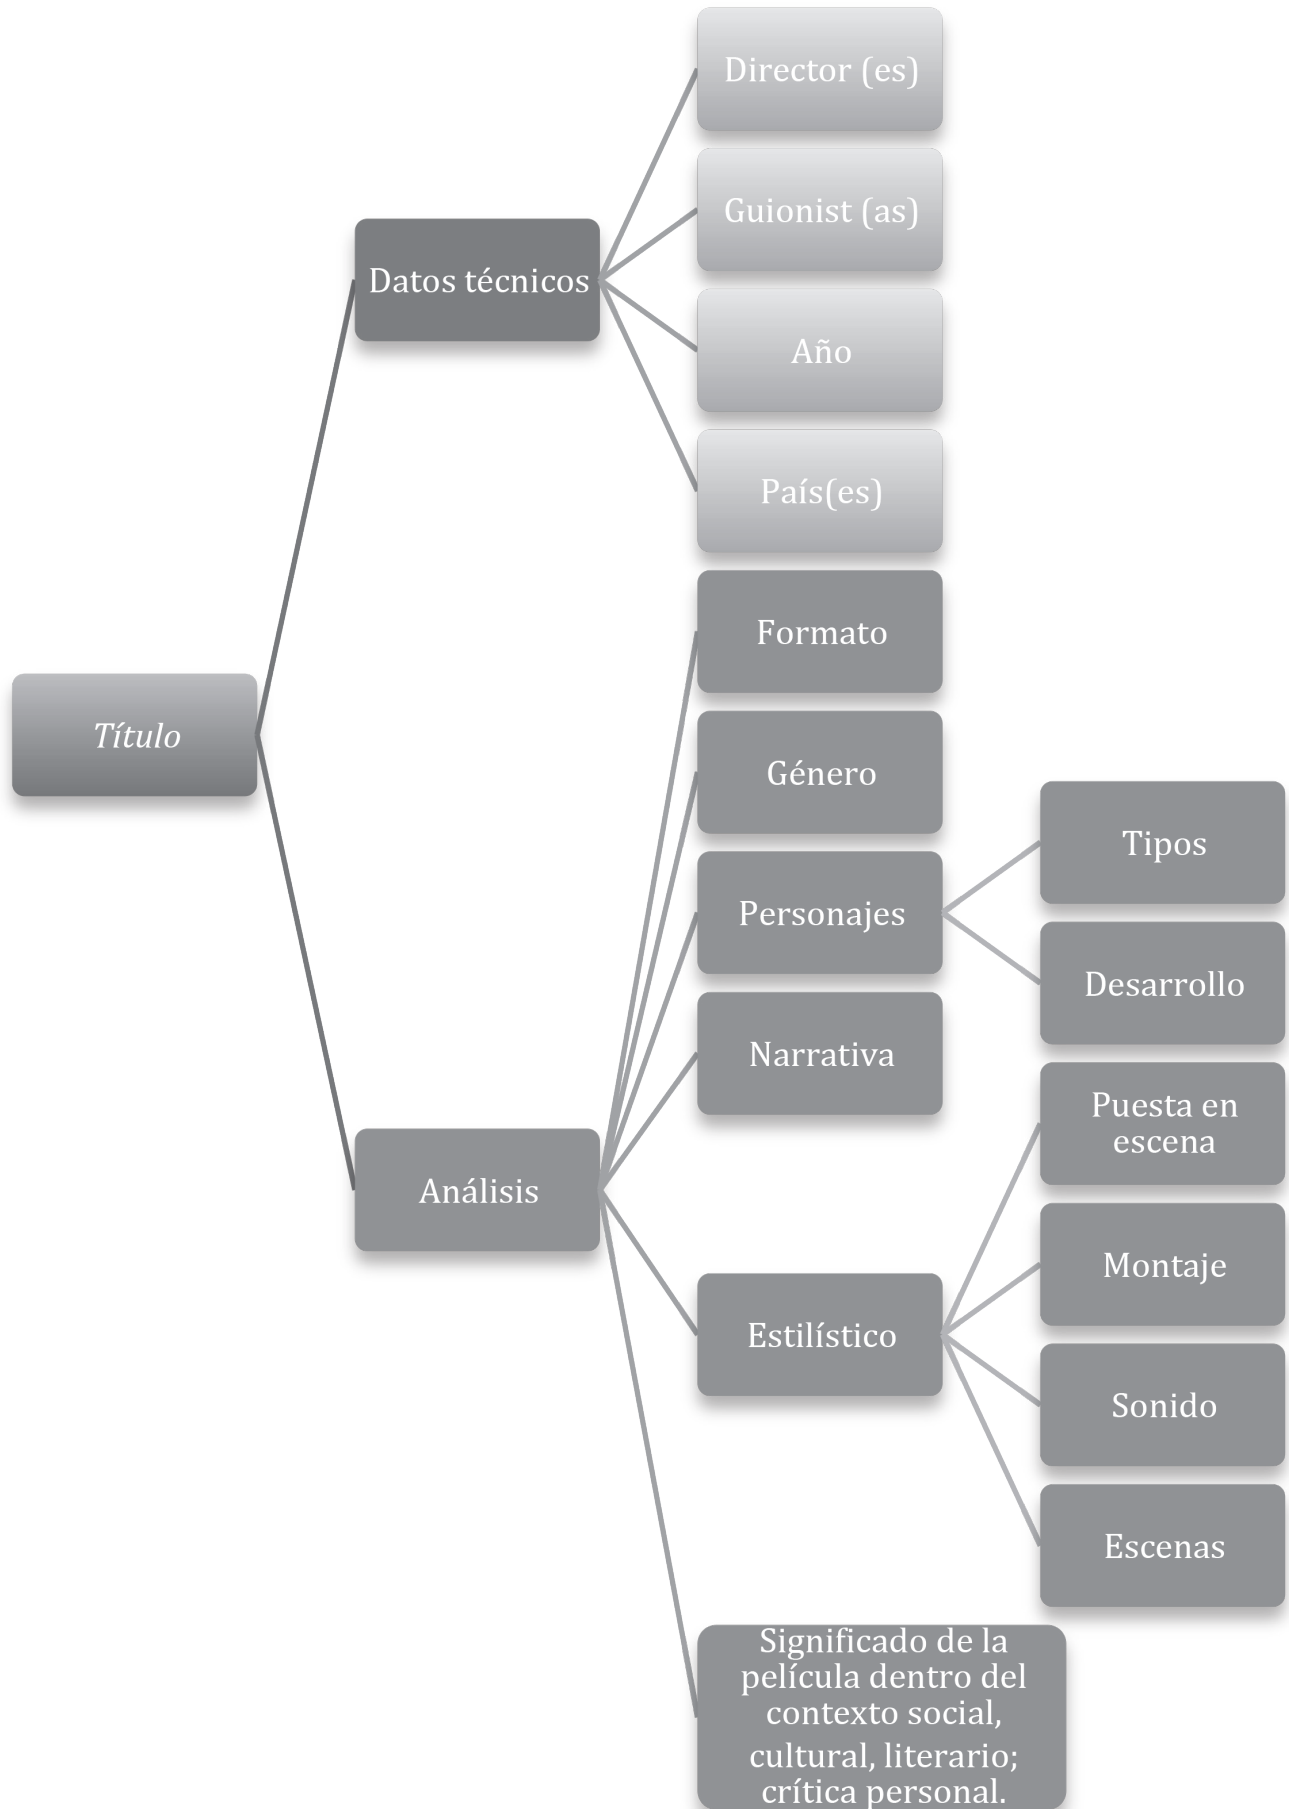 Título
Datos técnicos
Director (es)
Guionist (as)
Año
País(es)
Análisis
Formato
Género
Personajes
Tipos
Desarrollo
Narrativa
Estilístico
Puesta en
escena
Montaje
Sonido
Escenas
Significado de la
película dentro del
contexto social,
cultural, literario;
crítica personal.